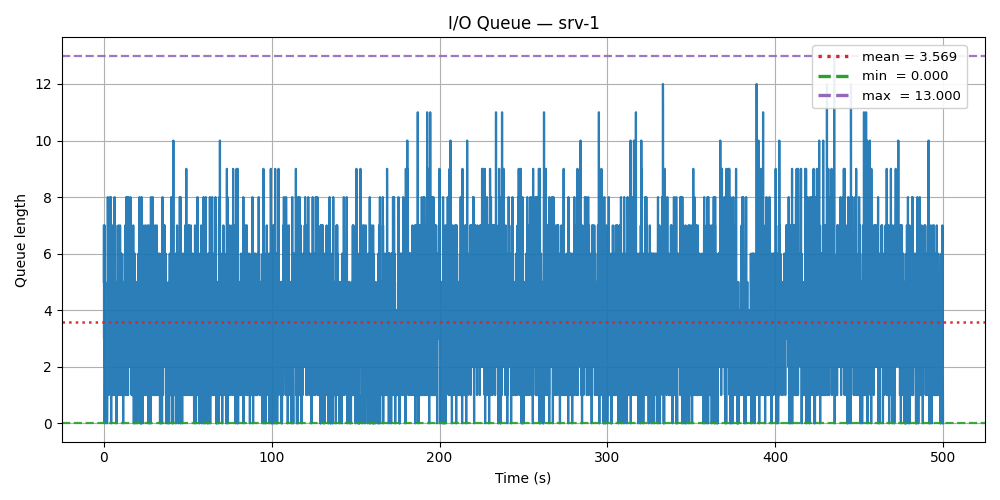 I/O Queue — srv-1
mean = 3.569
min  = 0.000
max  = 13.000
Queue length
12
10
8
6
4
2
0
0 100 200 300 400 500
Time (s)